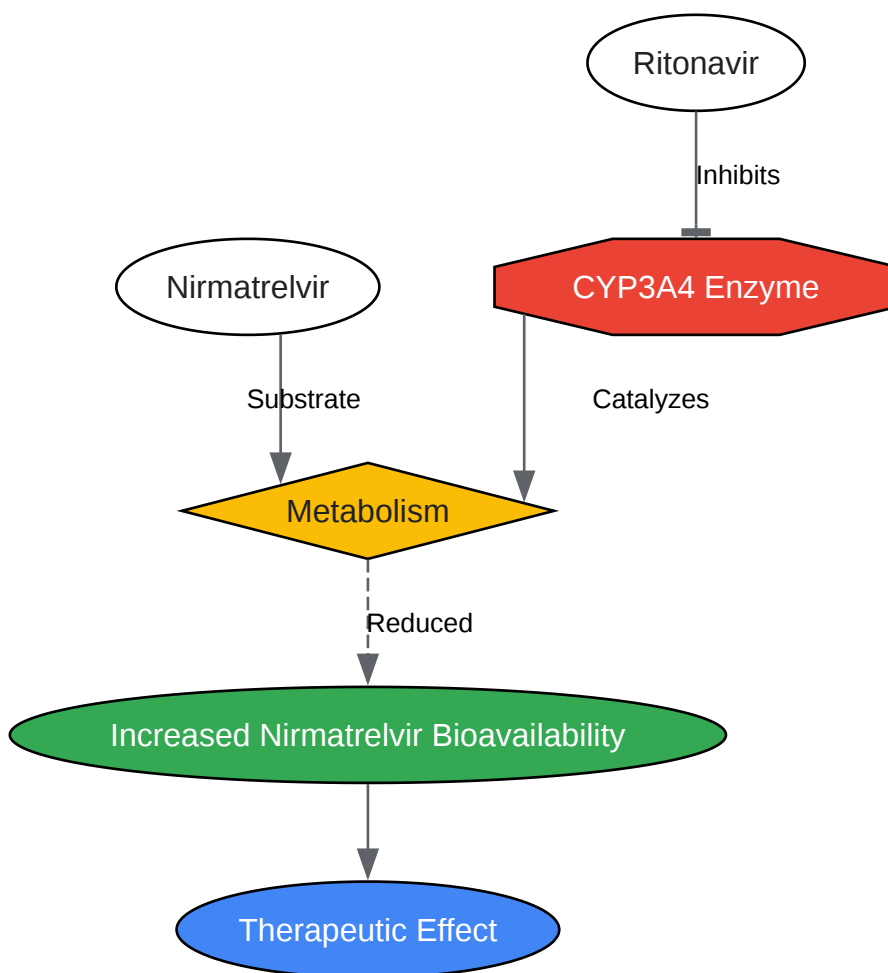 Ritonavir
Inhibits
Nirmatrelvir
CYP3A4 Enzyme
Substrate
Catalyzes
Metabolism
Reduced
Increased Nirmatrelvir Bioavailability
Therapeutic Effect